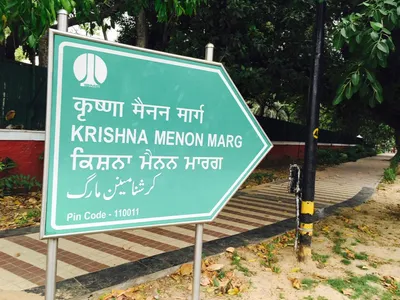 कृष्णा मैनन मार्ग
KRISHNA MENON MARG
ਕ੍ਰਿਸ਼ਨਾ ਮੈਨਨ ਮਾਰਗ
کرشنا مینن مارگ
Pin Code - 110011